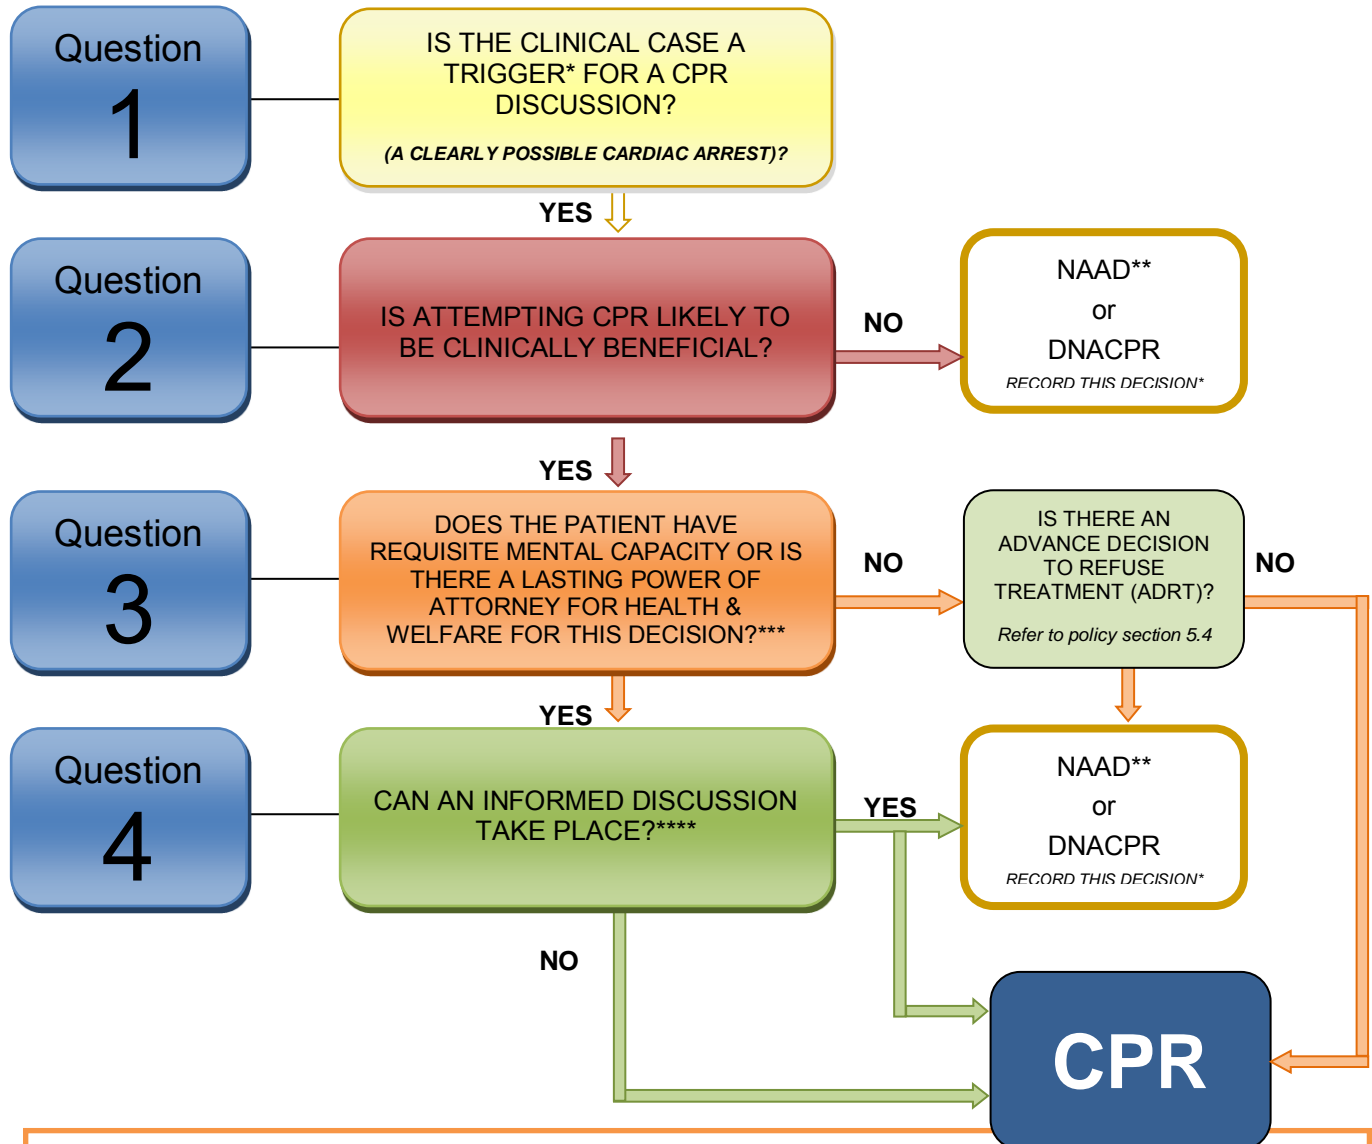 Question
1
IS THE CLINICAL CASE A
TRIGGER* FOR A CPR
DISCUSSION?
(A CLEARLY POSSIBLE CARDIAC ARREST)?
YES
Question
2
IS ATTEMPTING CPR LIKELY TO
BE CLINICALLY BENEFICIAL?
NO
NAAD**
or
DNACPR
RECORD THIS DECISION*
YES
Question
3
DOES THE PATIENT HAVE
REQUISITE MENTAL CAPACITY OR IS
THERE A LASTING POWER OF
ATTORNEY FOR HEALTH &
WELFARE FOR THIS DECISION?***
NO
IS THERE AN
ADVANCE DECISION
TO REFUSE
TREATMENT (ADRT)?
Refer to policy section 5.4
NO
YES
Question
4
CAN AN INFORMED DISCUSSION
TAKE PLACE?****
YES
NAAD**
or
DNACPR
RECORD THIS DECISION*
NO
CPR